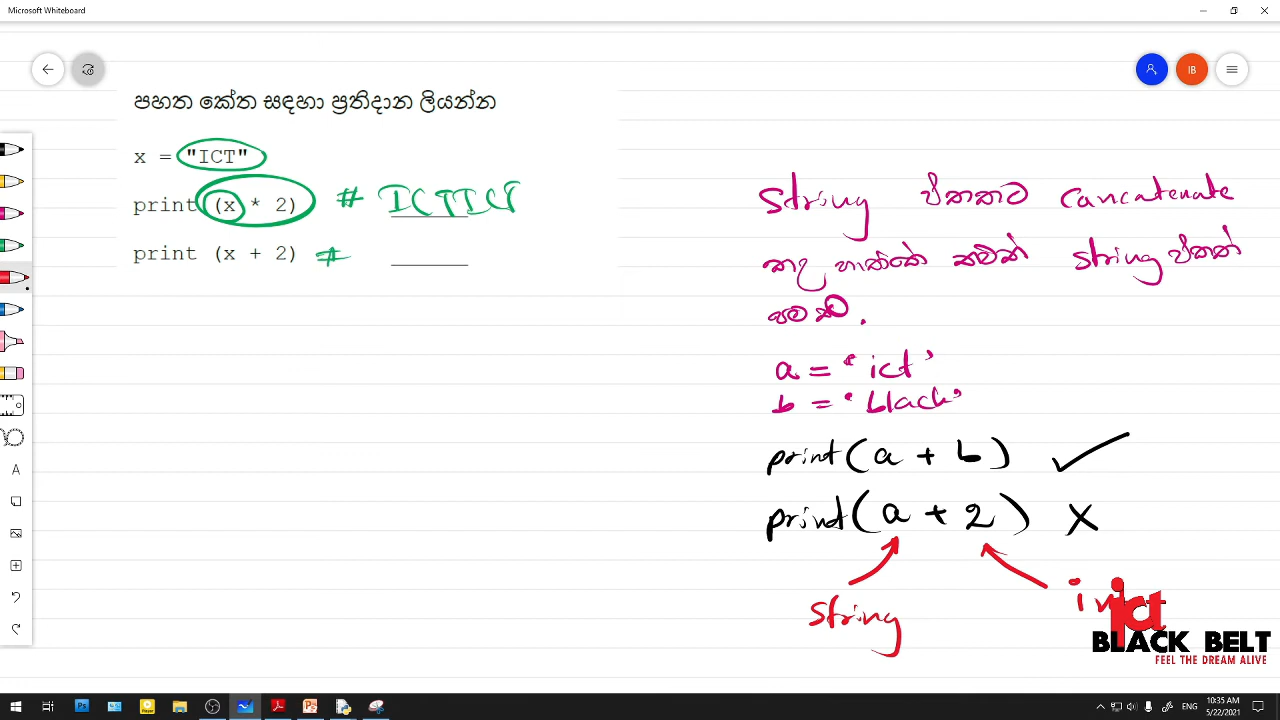 Microsoft Whiteboard
IB
පහත කේත සඳහා ප්‍රතිදාන ලියන්න
x = "ICT"
print (x * 2) # ICTICT
print (x + 2) #
string එකකට concatenate
කළ හැක්කේ තවත් string එකක්
පමණි.
a = 'ict'
b = 'black'
print(a + b) ✓
print(a + 2) X
string
ict
BLACK BELT
FEEL THE DREAM ALIVE
A
ENG
10:35 AM
5/22/2021